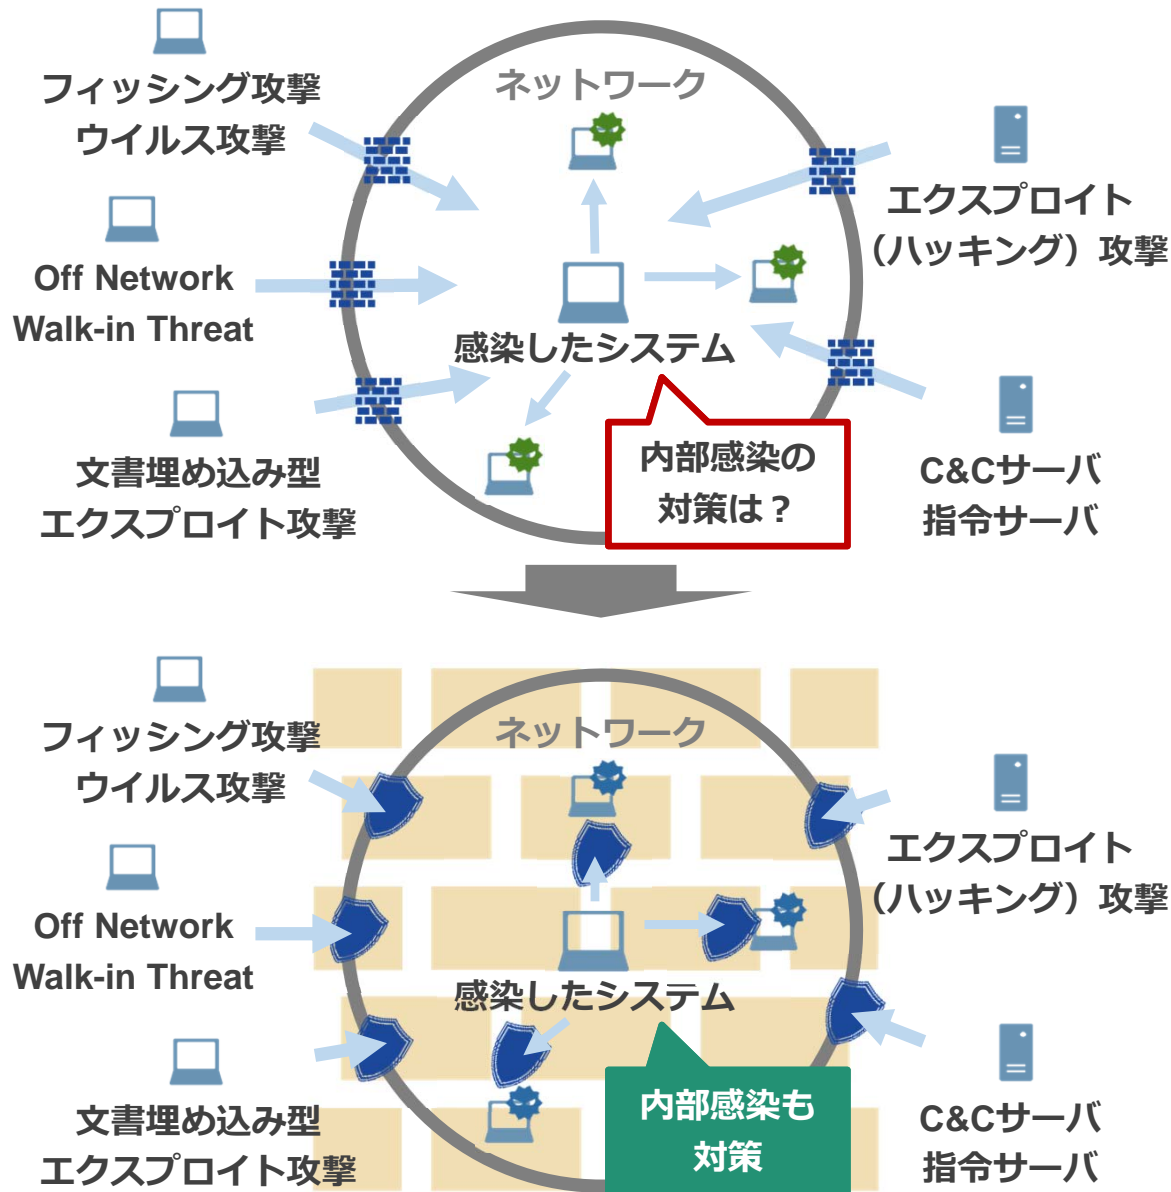 フィッシング攻撃
ウイルス攻撃
ネットワーク
エクスプロイト
（ハッキング）攻撃
Off Network
Walk-in Threat
感染したシステム
内部感染の
対策は？
文書埋め込み型
エクスプロイト攻撃
C&Cサーバ
指令サーバ
フィッシング攻撃
ウイルス攻撃
ネットワーク
エクスプロイト
（ハッキング）攻撃
Off Network
Walk-in Threat
感染したシステム
内部感染も
対策
文書埋め込み型
エクスプロイト攻撃
C&Cサーバ
指令サーバ